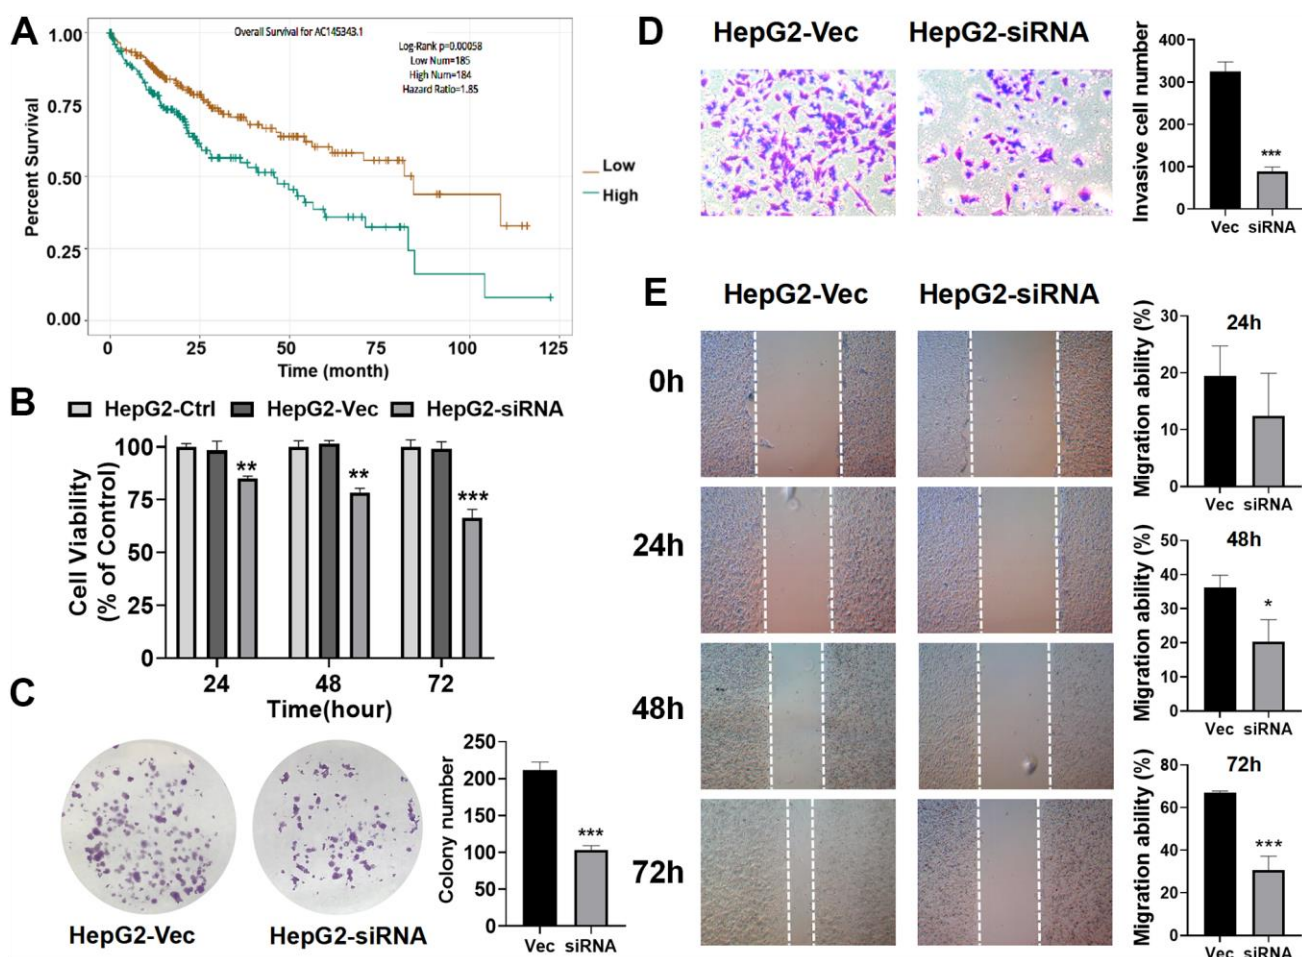 A
Overall Survival for AC145343.1
Log-Rank p=0.00058
Low Num=185
High Num=184
Hazard Ratio=1.85
Percent Survival
1.00
0.75
0.50
0.25
0.00
0 25 50 75 100 125
Time (month)
Low
High
B
HepG2-Ctrl HepG2-Vec HepG2-siRNA
Cell Viability
(% of Control)
100
75
50
25
0
** ** ***
24 48 72
Time(hour)
C
HepG2-Vec HepG2-siRNA
Colony number
250
200
150
100
50
0
***
Vec siRNA
D
HepG2-Vec HepG2-siRNA
Invasive cell number
400
300
200
100
0
***
Vec siRNA
E
HepG2-Vec HepG2-siRNA
0h
24h
48h
72h
24h
Migration ability (%)
30
20
10
0
Vec siRNA
48h
Migration ability (%)
50
40
30
20
10
0
*
Vec siRNA
72h
Migration ability (%)
80
60
40
20
0
***
Vec siRNA